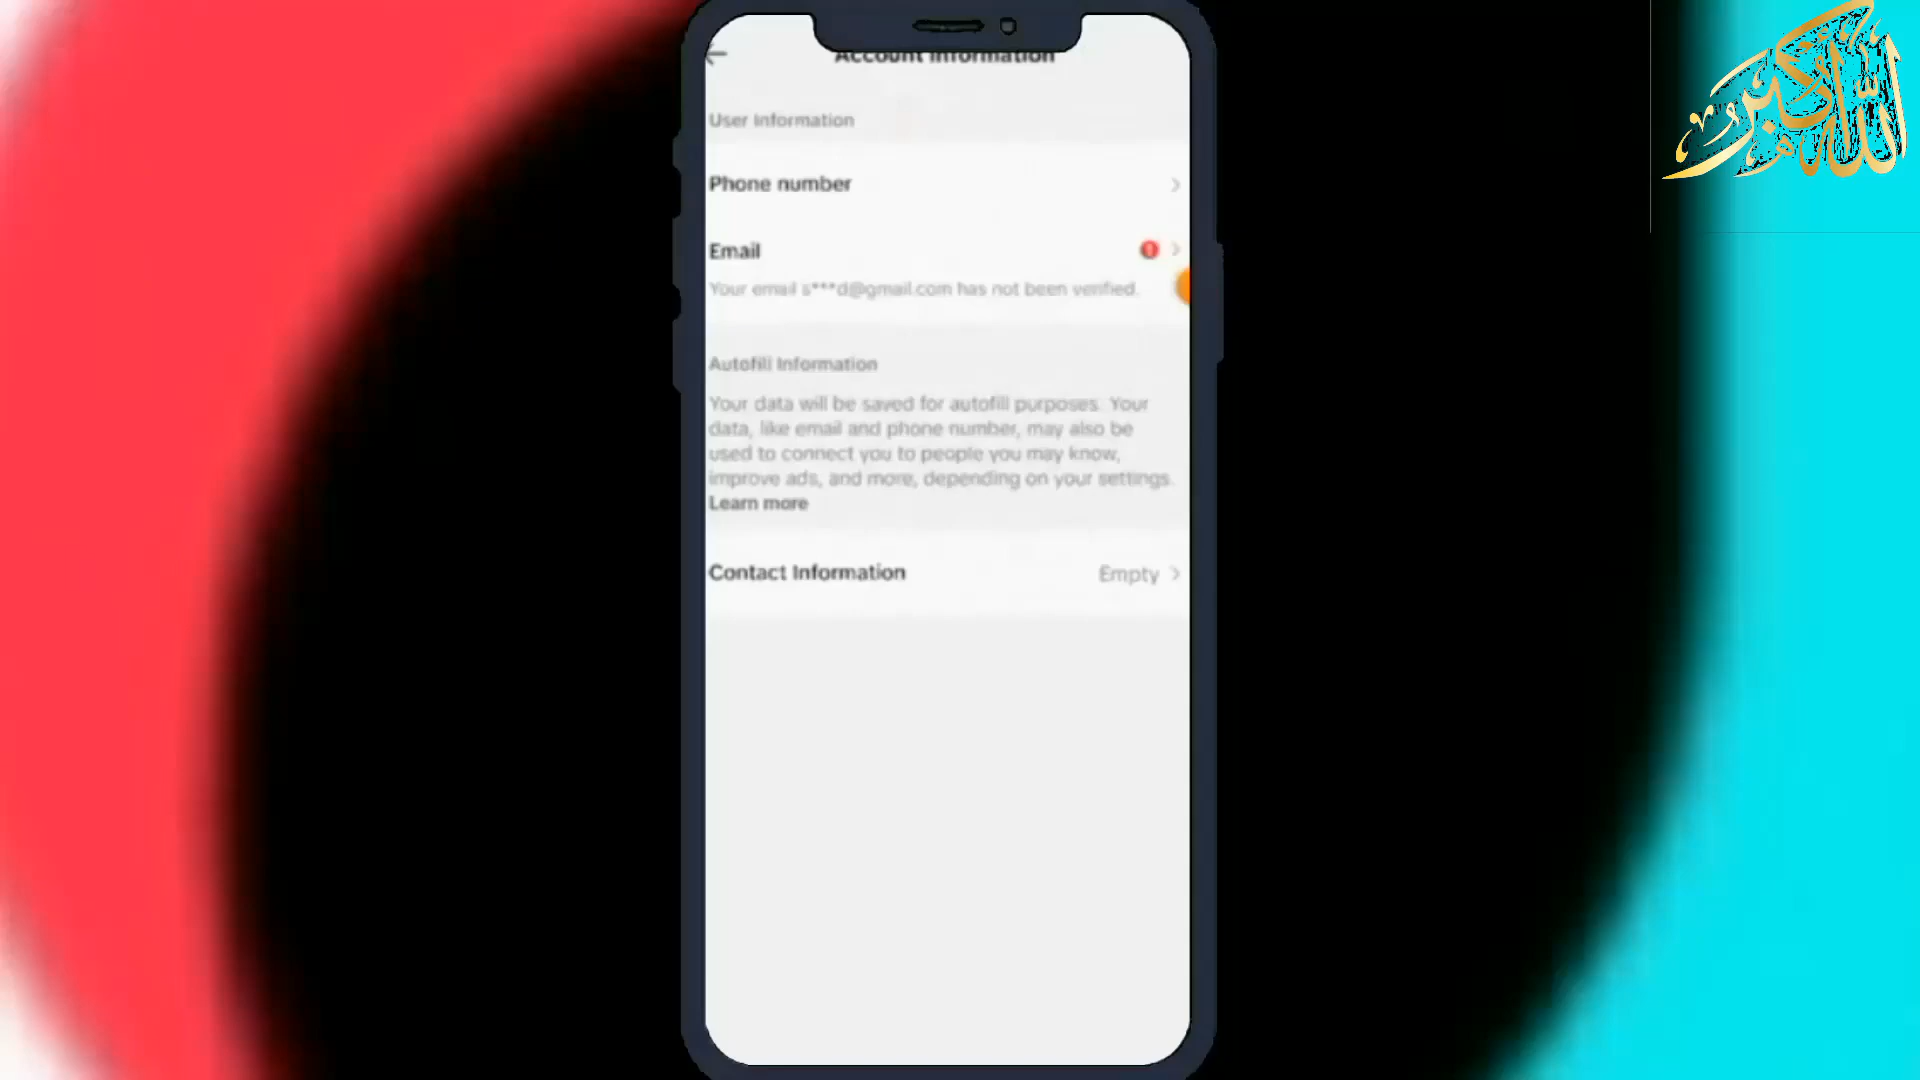 الله أكبر
Account Information
User Information
Phone number
Email
Your email s***d@gmail.com has not been verified.
Autofill Information
Your data will be saved for autofill purposes. Your
data, like email and phone number, may also be
used to connect you to people you may know,
improve ads, and more, depending on your settings.
Learn more
Contact Information Empty